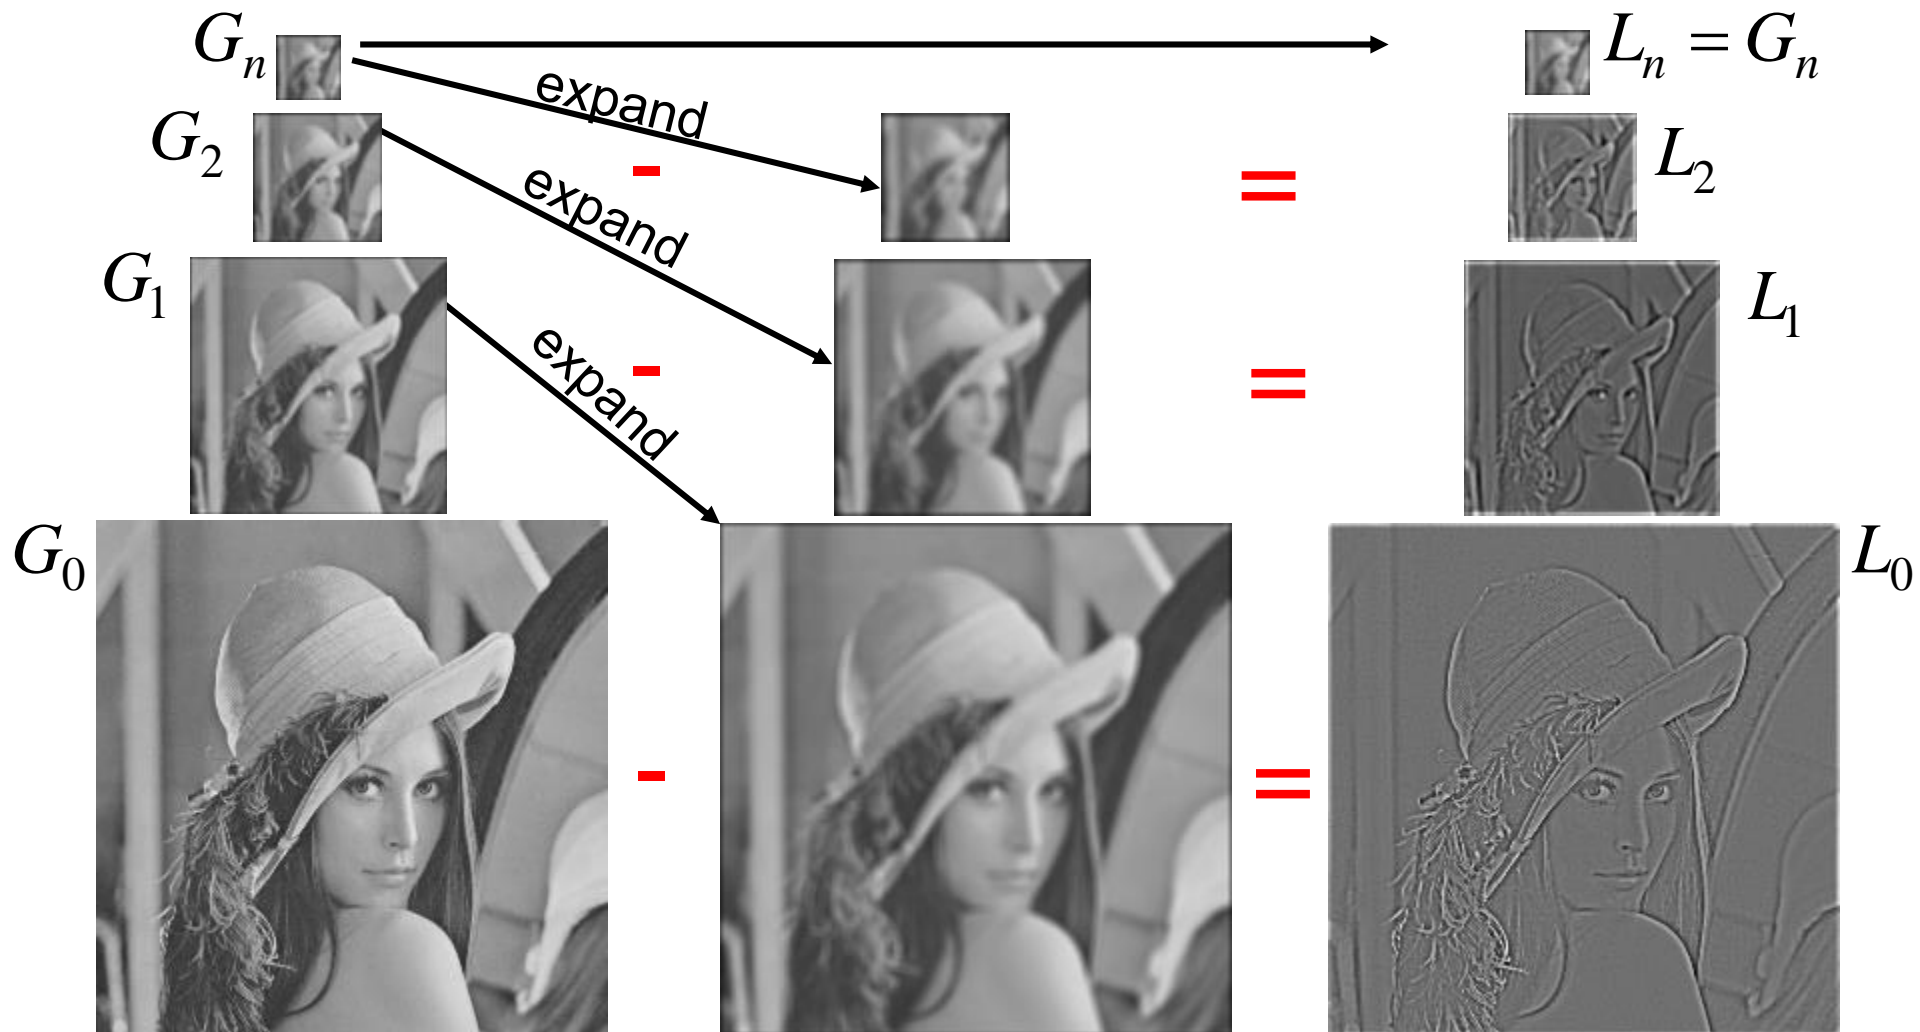 Gₙ
Lₙ = Gₙ
expand
G₂
-
=
L₂
expand
G₁
-
=
L₁
expand
G₀
-
=
L₀